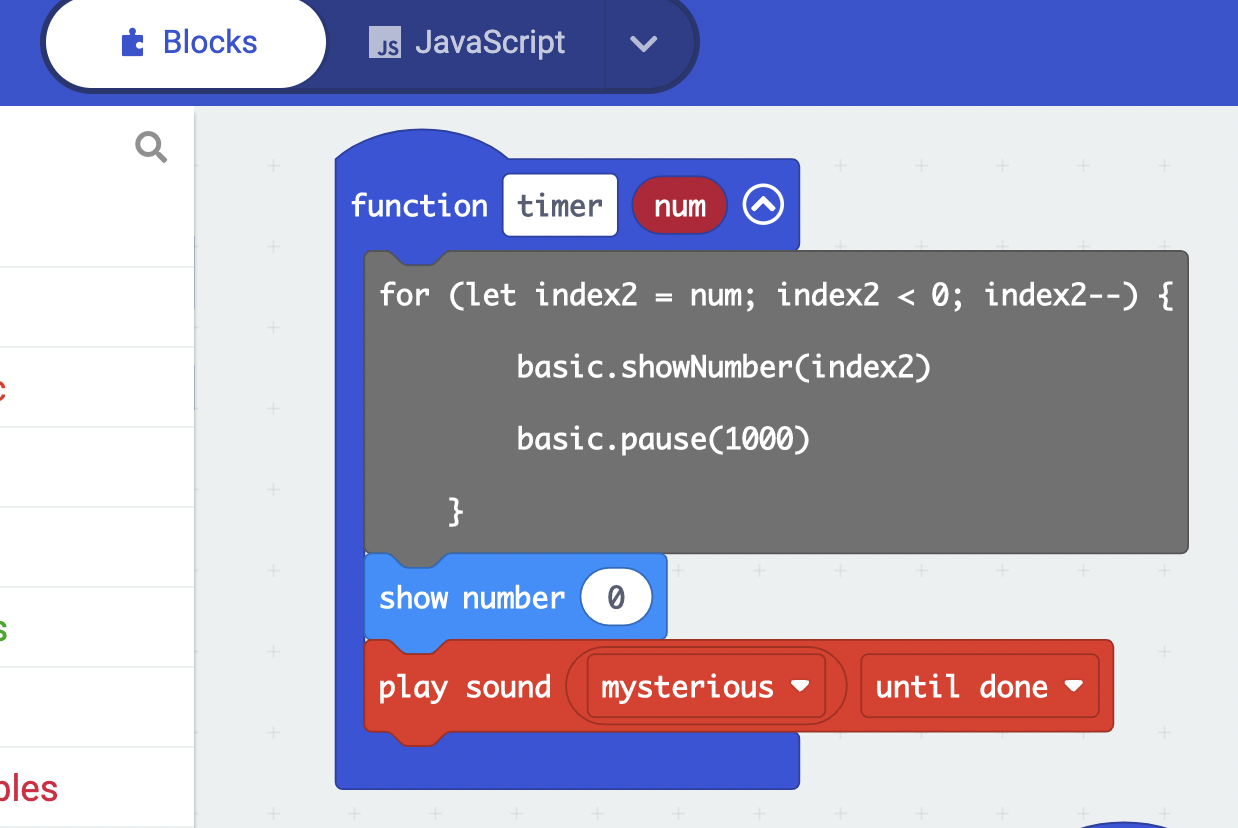 Blocks JS JavaScript
function timer num
for (let index2 = num; index2 < 0; index2--) {
basic.showNumber(index2)
basic.pause(1000)
}
show number 0
play sound mysterious until done